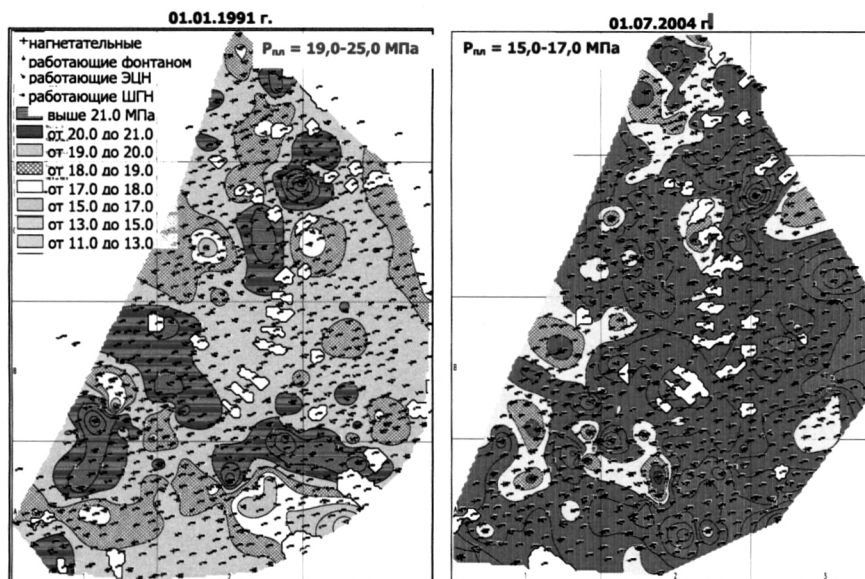 01.01.1991 г.
Pпл = 19,0-25,0 МПа
+нагнетательные
работающие фонтаном
работающие ЭЦН
работающие ШГН
выше 21.0 МПа
от 20.0 до 21.0
от 19.0 до 20.0
от 18.0 до 19.0
от 17.0 до 18.0
от 15.0 до 17.0
от 13.0 до 15.0
от 11.0 до 13.0
01.07.2004 г
Pпл = 15,0-17,0 МПа